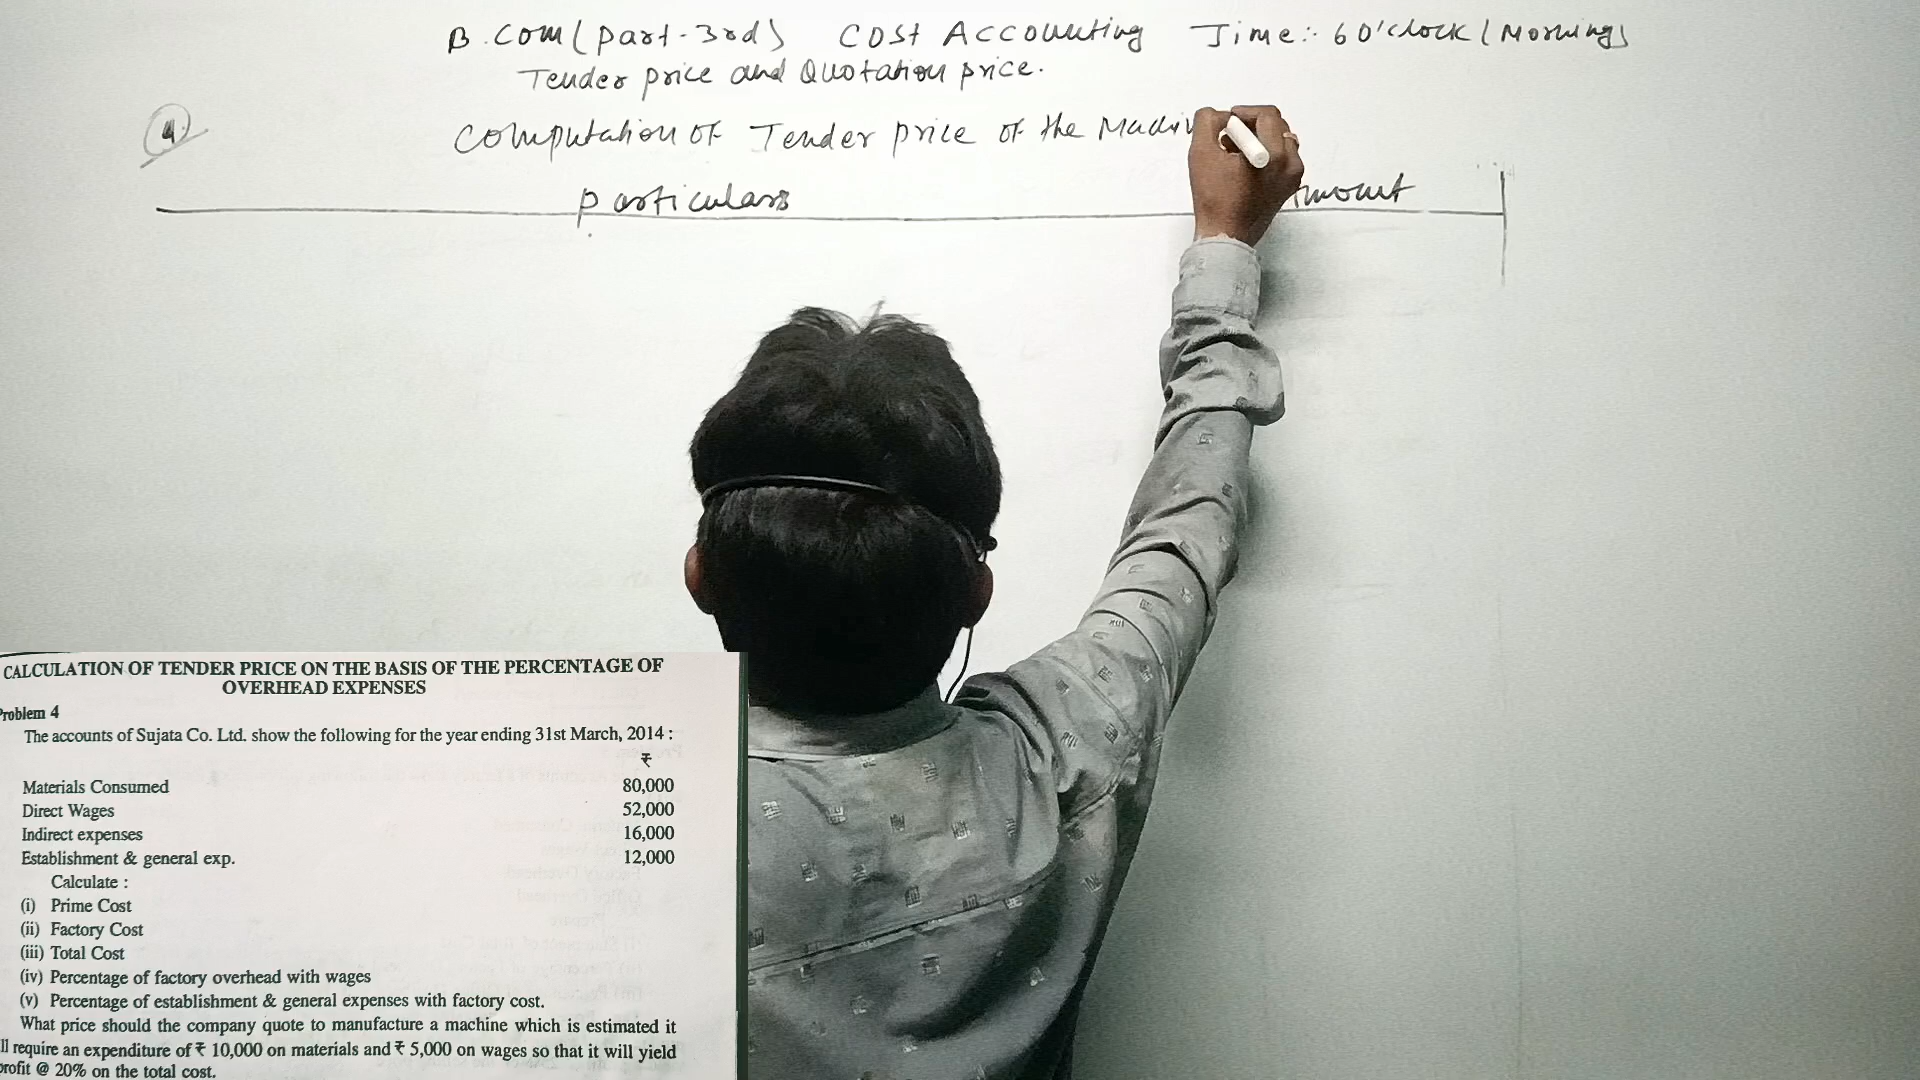 B.Com (Part-3rd) Cost Accounting Time:- 6 O'clock (Morning)
Tender price and Quotation price.
4.
Computation of Tender price of the
Particulars
Amount
CALCULATION OF TENDER PRICE ON THE BASIS OF THE PERCENTAGE OF
OVERHEAD EXPENSES
Problem 4
The accounts of Sujata Co. Ltd. show the following for the year ending 31st March, 2014 :
₹
Materials Consumed 80,000
Direct Wages 52,000
Indirect expenses 16,000
Establishment & general exp. 12,000
Calculate :
(i) Prime Cost
(ii) Factory Cost
(iii) Total Cost
(iv) Percentage of factory overhead with wages
(v) Percentage of establishment & general expenses with factory cost.
What price should the company quote to manufacture a machine which is estimated it
ll require an expenditure of ₹ 10,000 on materials and ₹ 5,000 on wages so that it will yield
profit @ 20% on the total cost.